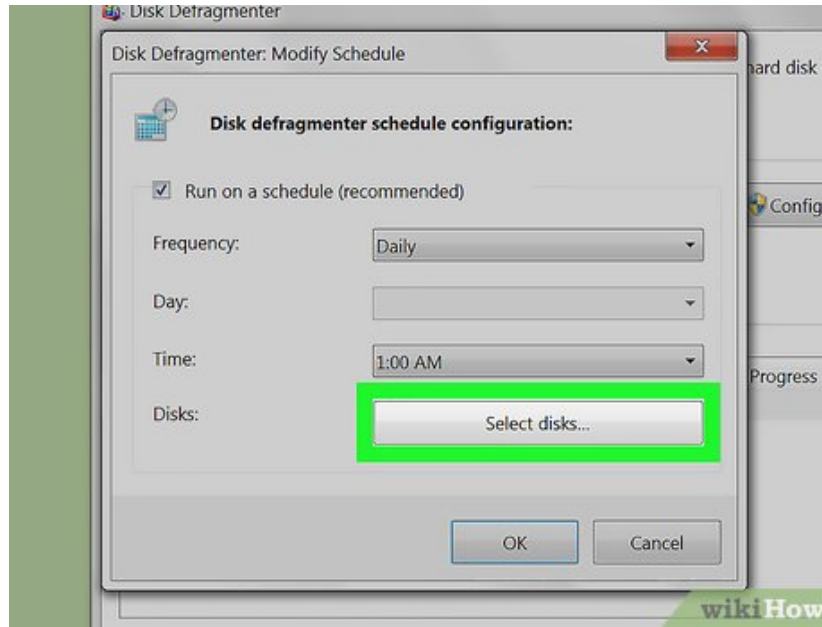 Disk Defragmenter
Disk Defragmenter: Modify Schedule
hard disk
Disk defragmenter schedule configuration:
Run on a schedule (recommended)
Config
Frequency: Daily
Day:
Time: 1:00 AM
Progress
Disks: Select disks...
OK Cancel
wikiHow